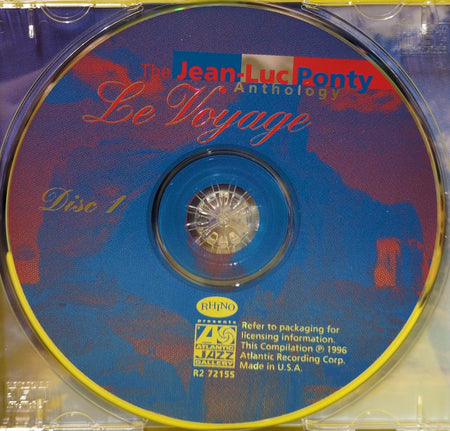 The Jean-Luc Ponty
Anthology
Le Voyage
Disc 1
RHINO
presents
ATLANTIC
JAZZ
GALLERY
R2 72155
Refer to packaging for
licensing information.
This Compilation ℗ 1996
Atlantic Recording Corp.
Made in U.S.A.